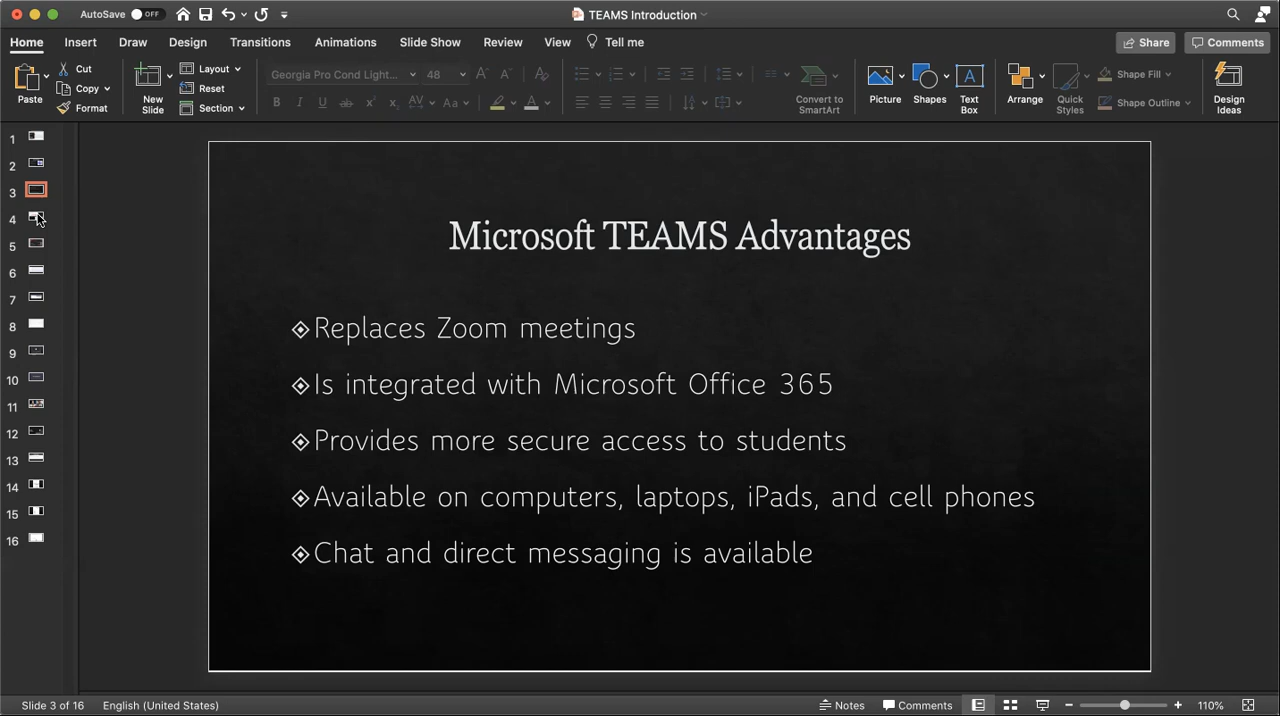 AutoSave OFF TEAMS Introduction
Home Insert Draw Design Transitions Animations Slide Show Review View Tell me Share Comments
Paste Cut Copy Format
New Slide Layout Reset Section
Georgia Pro Cond Light... 48
B I U ab x² x₂ AV Aa A
Convert to SmartArt
Picture Shapes Text Box Arrange Quick Styles
Shape Fill
Shape Outline
Design Ideas
1
2
3
4
5
6
7
8
9
10
11
12
13
14
15
16
Microsoft TEAMS Advantages
Replaces Zoom meetings
Is integrated with Microsoft Office 365
Provides more secure access to students
Available on computers, laptops, iPads, and cell phones
Chat and direct messaging is available
Slide 3 of 16 English (United States) Notes Comments 110%